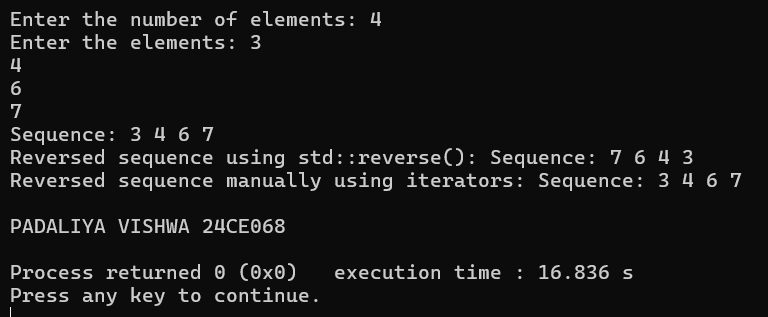 Enter the number of elements: 4
Enter the elements: 3
4
6
7
Sequence: 3 4 6 7
Reversed sequence using std::reverse(): Sequence: 7 6 4 3
Reversed sequence manually using iterators: Sequence: 3 4 6 7
PADALIYA VISHWA 24CE068
Process returned 0 (0x0)   execution time : 16.836 s
Press any key to continue.